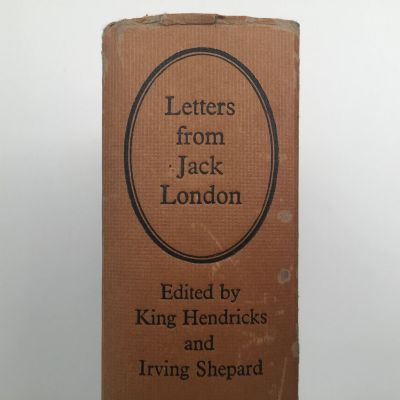 Letters
from
Jack
London
Edited by
King Hendricks
and
Irving Shepard